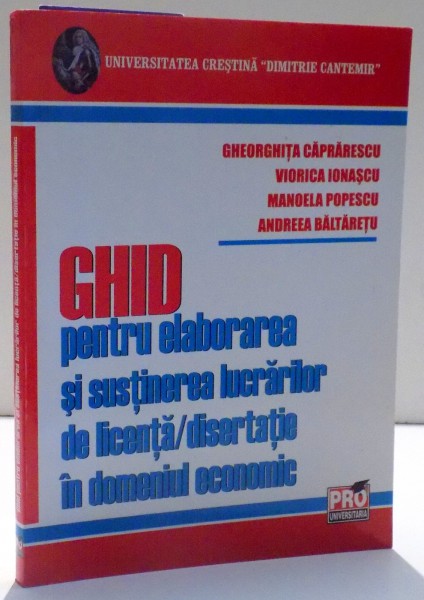 UNIVERSITATEA CREȘTINĂ "DIMITRIE CANTEMIR"
GHEORGHIȚA CĂPRĂRESCU
VIORICA IONAȘCU
MANOELA POPESCU
ANDREEA BĂLTĂREȚU
GHID
pentru elaborarea
și susținerea lucrărilor
de licență/disertație
în domeniul economic
PRO
UNIVERSITARIA